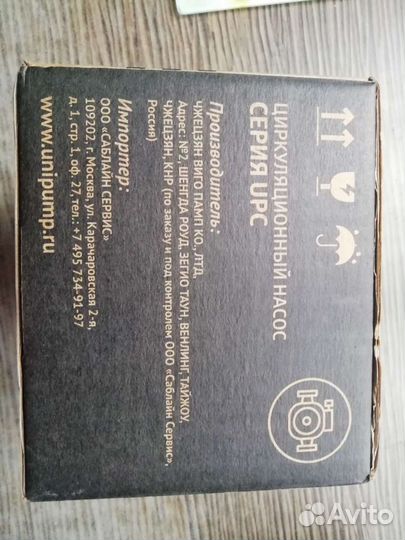 ЦИРКУЛЯЦИОННЫЙ НАСОС
СЕРИЯ UPC
Производитель:
ЧЖЕЦЗЯН ВИГО ПАМП КО., ЛТД,
Адрес: №2, ШЕНГДА РОУД, ЗЕГИО ТАУН, ВЕНЛИНГ, ТАЙЖОУ,
ЧЖЕЦЗЯН, КНР (по заказу и под контролем ООО «Саблайн Сервис»,
Россия)
Импортер:
ООО «САБЛАЙН СЕРВИС»
109202, г. Москва, ул. Карачаровская 2-я,
д. 1, стр. 1, оф. 27, тел.: +7 495 734-91-97
www.unipump.ru
Avito